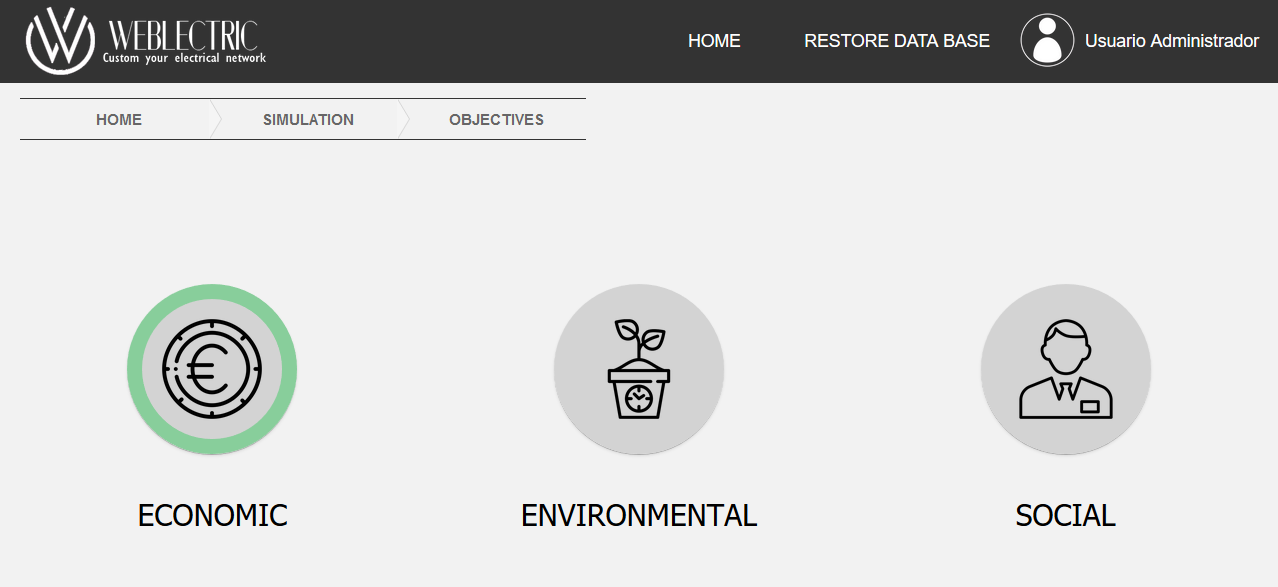 WEBLECTRIC
Custom your electrical network
HOME
RESTORE DATA BASE
Usuario Administrador
HOME
SIMULATION
OBJECTIVES
ECONOMIC
ENVIRONMENTAL
SOCIAL